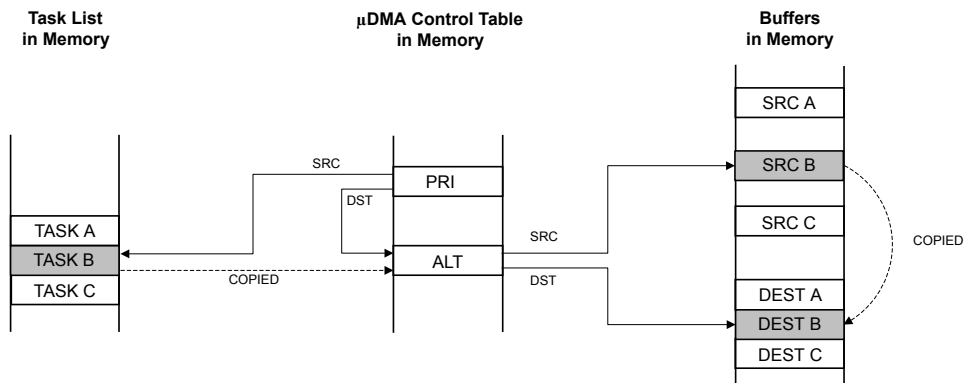 Task List
in Memory
µDMA Control Table
in Memory
Buffers
in Memory
SRC A
SRC
SRC B
PRI
DST
SRC C
TASK A
SRC
COPIED
TASK B
ALT
COPIED
DST
TASK C
DEST A
DEST B
DEST C